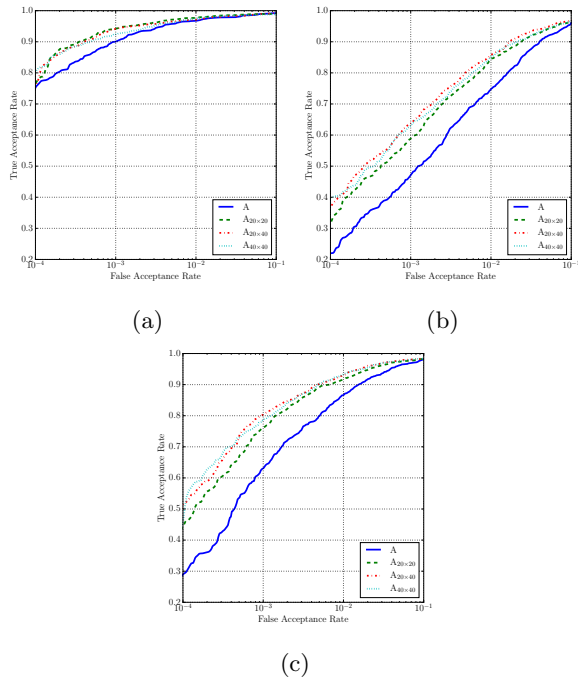 1.0
0.9
0.8
0.7
0.6
0.5
0.4
0.3
0.2
True Acceptance Rate
A
A20×20
A20×40
A40×40
10−4 10−3 10−2 10−1
False Acceptance Rate
(a)
1.0
0.9
0.8
0.7
0.6
0.5
0.4
0.3
0.2
True Acceptance Rate
A
A20×20
A20×40
A40×40
10−4 10−3 10−2 10−1
False Acceptance Rate
(b)
1.0
0.9
0.8
0.7
0.6
0.5
0.4
0.3
0.2
True Acceptance Rate
A
A20×20
A20×40
A40×40
10−4 10−3 10−2 10−1
False Acceptance Rate
(c)